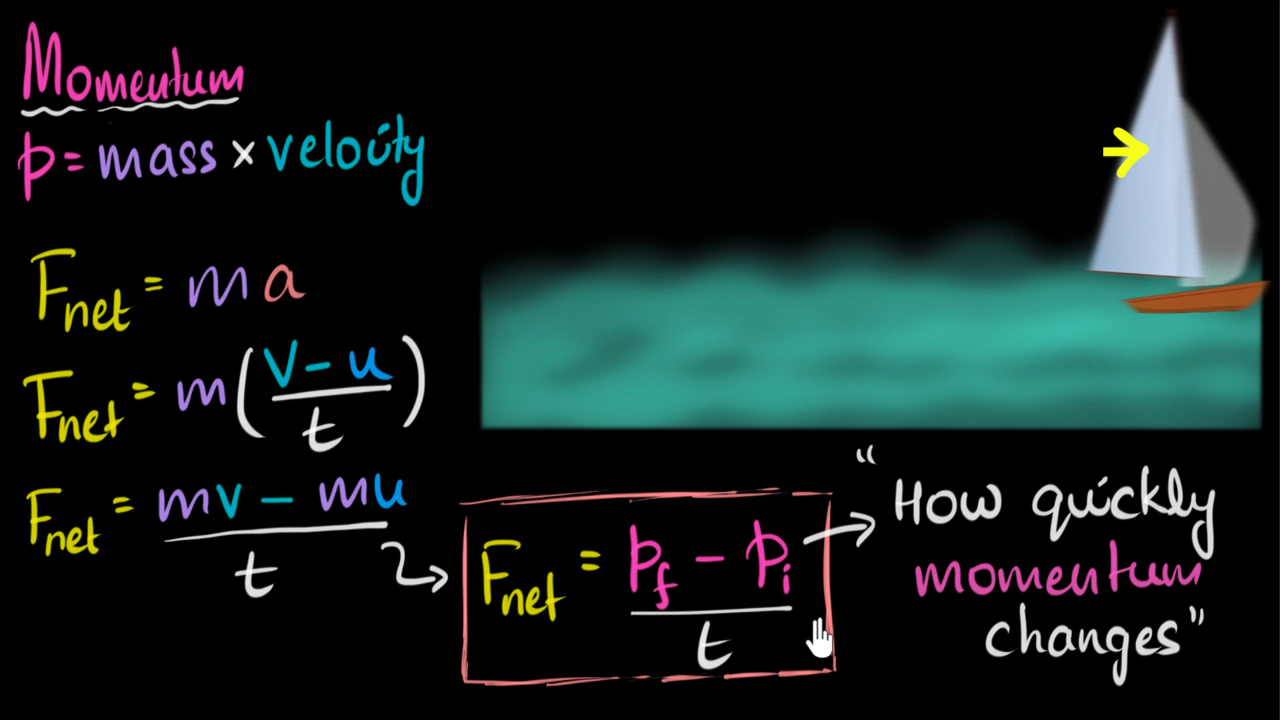 Momentum
p = mass × velocity
Fnet = ma
Fnet = m(v - u / t)
Fnet = mv - mu / t
Fnet = pf - pi / t
"How quickly
momentum
changes"